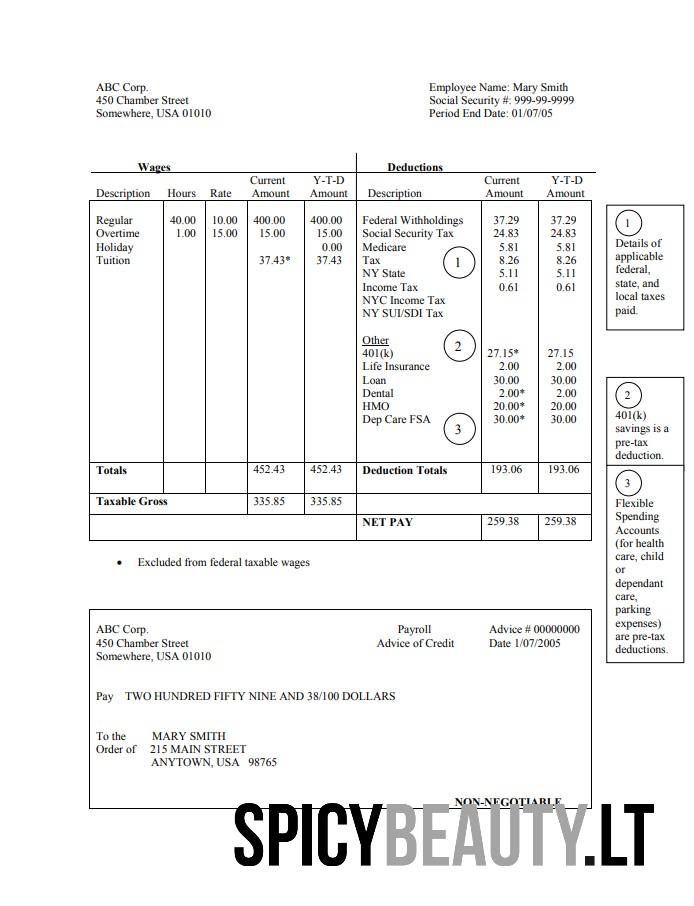 ABC Corp.
450 Chamber Street
Somewhere, USA 01010
Employee Name: Mary Smith
Social Security #: 999-99-9999
Period End Date: 01/07/05
Wages Deductions
Current Y-T-D Current Y-T-D
Description Hours Rate Amount Amount Description Amount Amount
Regular 40.00 10.00 400.00 400.00 Federal Withholdings 37.29 37.29
Overtime 1.00 15.00 15.00 15.00 Social Security Tax 24.83 24.83
Holiday 0.00 Medicare 5.81 5.81
Tuition 37.43* 37.43 Tax 1 8.26 8.26
NY State 5.11 5.11
Income Tax 0.61 0.61
NYC Income Tax
NY SUI/SDI Tax
Other
2
401(k) 27.15* 27.15
Life Insurance 2.00 2.00
Loan 30.00 30.00
Dental 2.00* 2.00
HMO 20.00* 20.00
Dep Care FSA 30.00* 30.00
3
Totals 452.43 452.43 Deduction Totals 193.06 193.06
Taxable Gross 335.85 335.85
NET PAY 259.38 259.38
• Excluded from federal taxable wages
1
Details of
applicable
federal,
state, and
local taxes
paid.
2
401(k)
savings is a
pre-tax
deduction.
3
Flexible
Spending
Accounts
(for health
care, child
or
dependant
care,
parking
expenses)
are pre-tax
deductions.
ABC Corp.
450 Chamber Street
Somewhere, USA 01010
Payroll
Advice of Credit
Advice # 00000000
Date 1/07/2005
Pay TWO HUNDRED FIFTY NINE AND 38/100 DOLLARS
To the MARY SMITH
Order of 215 MAIN STREET
ANYTOWN, USA 98765
NON-NEGOTIABLE
SPICYBEAUTY.LT